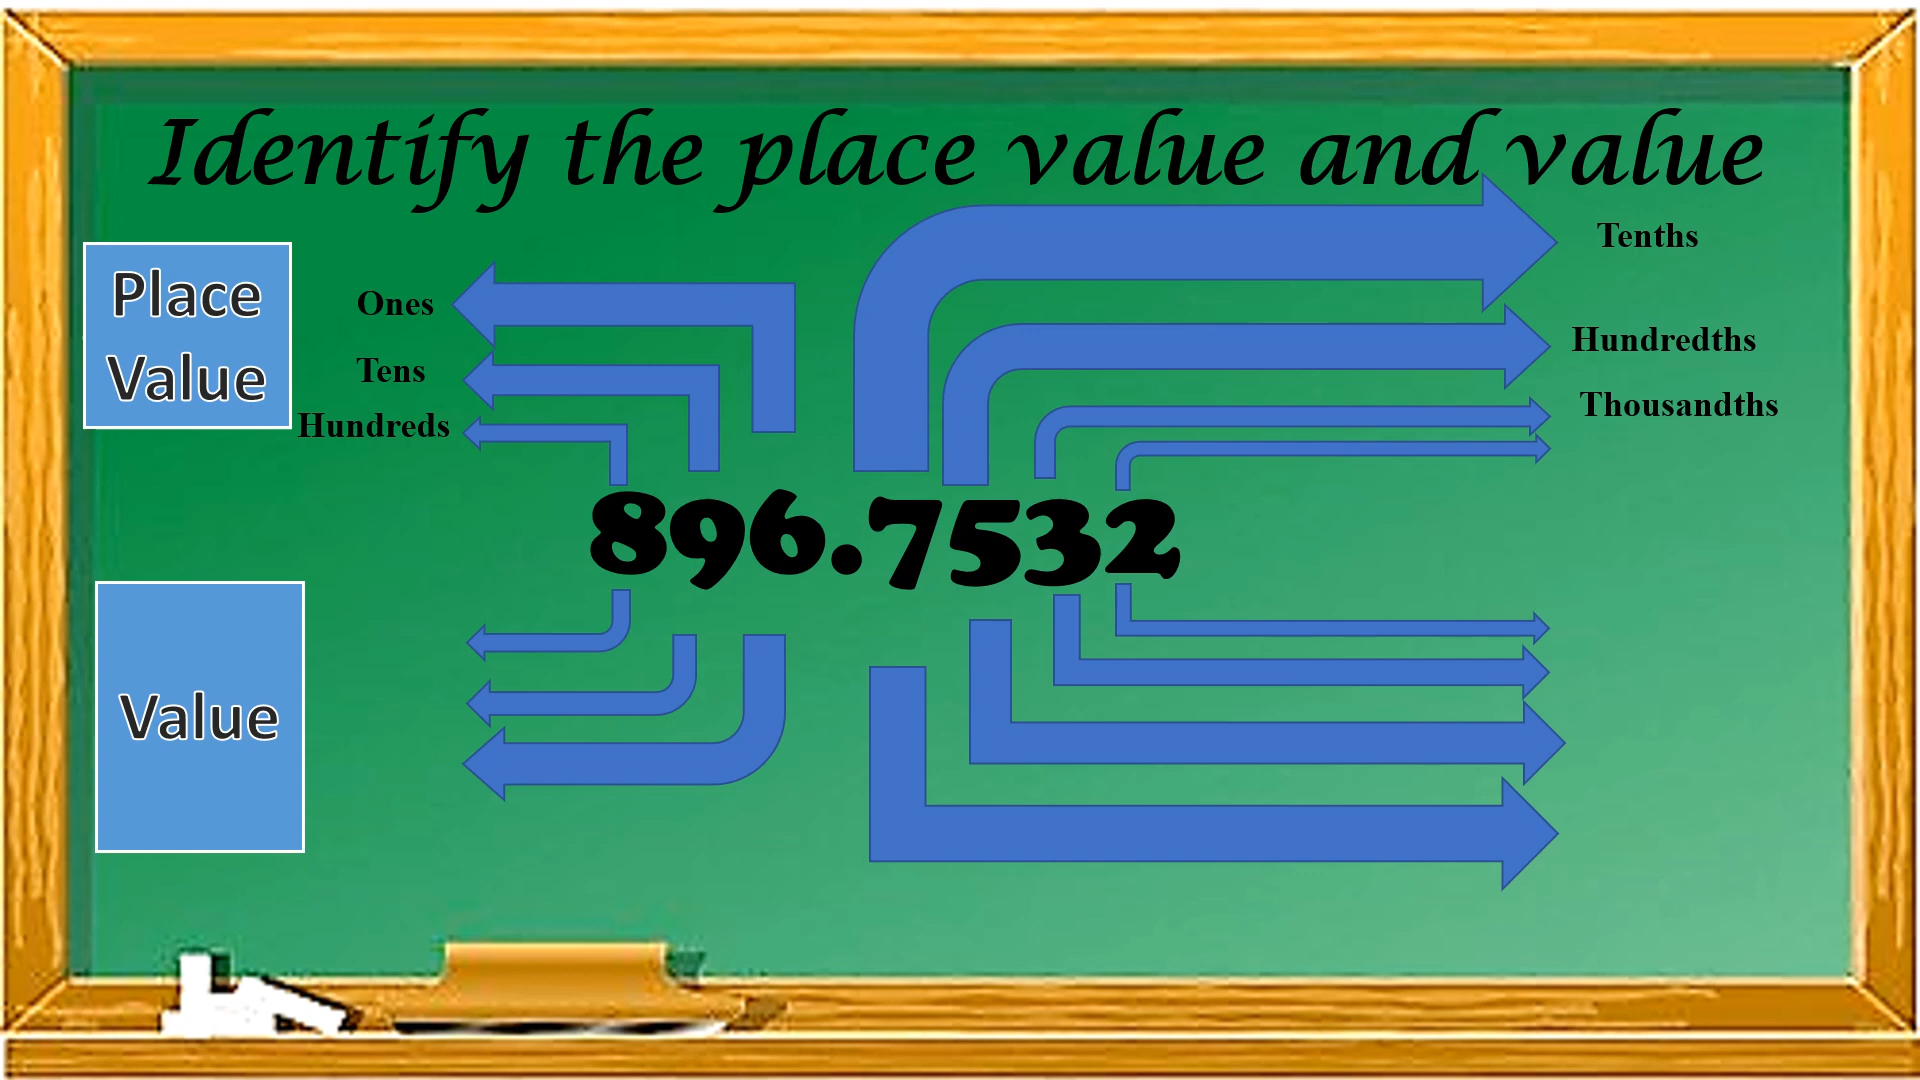 Identify the place value and value
Place
Value
Ones
Tens
Hundreds
Tenths
Hundredths
Thousandths
896.7532
Value